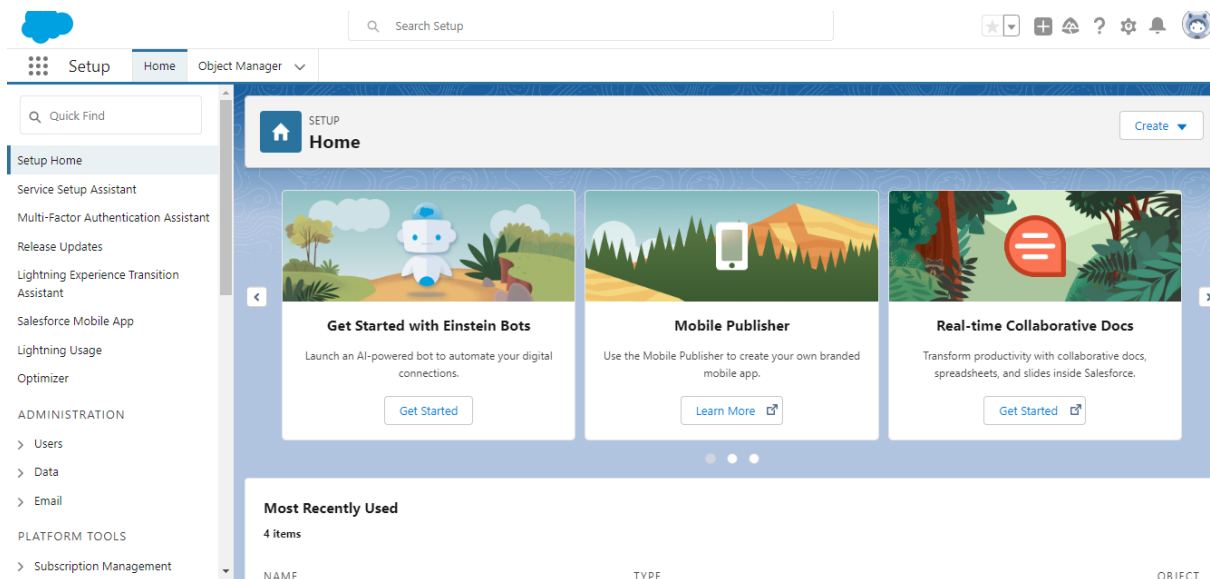 Search Setup
Setup
Home
Object Manager
Quick Find
Setup Home
Service Setup Assistant
Multi-Factor Authentication Assistant
Release Updates
Lightning Experience Transition
Assistant
Salesforce Mobile App
Lightning Usage
Optimizer
ADMINISTRATION
Users
Data
Email
PLATFORM TOOLS
Subscription Management
SETUP
Home
Create
Get Started with Einstein Bots
Launch an AI-powered bot to automate your digital
connections.
Get Started
Mobile Publisher
Use the Mobile Publisher to create your own branded
mobile app.
Learn More
Real-time Collaborative Docs
Transform productivity with collaborative docs,
spreadsheets, and slides inside Salesforce.
Get Started
Most Recently Used
4 items
NAME
TYPE
OBJECT